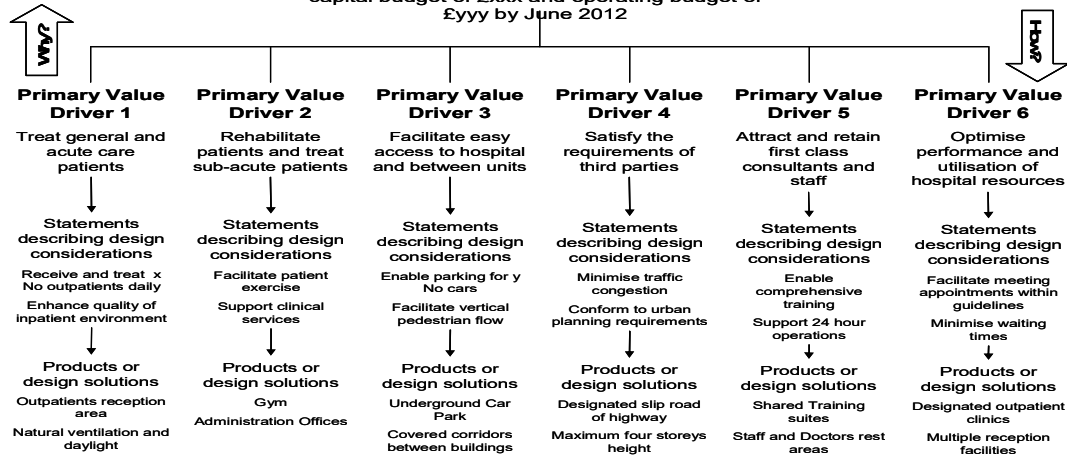 capital budget of £xxx and operating budget of
£yyy by June 2012
Why?
How?
Primary Value
Driver 1
Treat general and
acute care
patients
Statements
describing design
considerations
Receive and treat x
No outpatients daily
Enhance quality of
inpatient environment
Products or
design solutions
Outpatients reception
area
Natural ventilation and
daylight
Primary Value
Driver 2
Rehabilitate
patients and treat
sub-acute patients
Statements
describing design
considerations
Facilitate patient
exercise
Support clinical
services
Products or
design solutions
Gym
Administration Offices
Primary Value
Driver 3
Facilitate easy
access to hospital
and between units
Statements
describing design
considerations
Enable parking for y
No cars
Facilitate vertical
pedestrian flow
Products or
design solutions
Underground Car
Park
Covered corridors
between buildings
Primary Value
Driver 4
Satisfy the
requirements of
third parties
Statements
describing design
considerations
Minimise traffic
congestion
Conform to urban
planning requirements
Products or
design solutions
Designated slip road
of highway
Maximum four storeys
height
Primary Value
Driver 5
Attract and retain
first class
consultants and
staff
Statements
describing design
considerations
Enable
comprehensive
training
Support 24 hour
operations
Products or
design solutions
Shared Training
suites
Staff and Doctors rest
areas
Primary Value
Driver 6
Optimise
performance and
utilisation of
hospital resources
Statements
describing design
considerations
Facilitate meeting
appointments within
guidelines
Minimise waiting
times
Products or
design solutions
Designated outpatient
clinics
Multiple reception
facilities